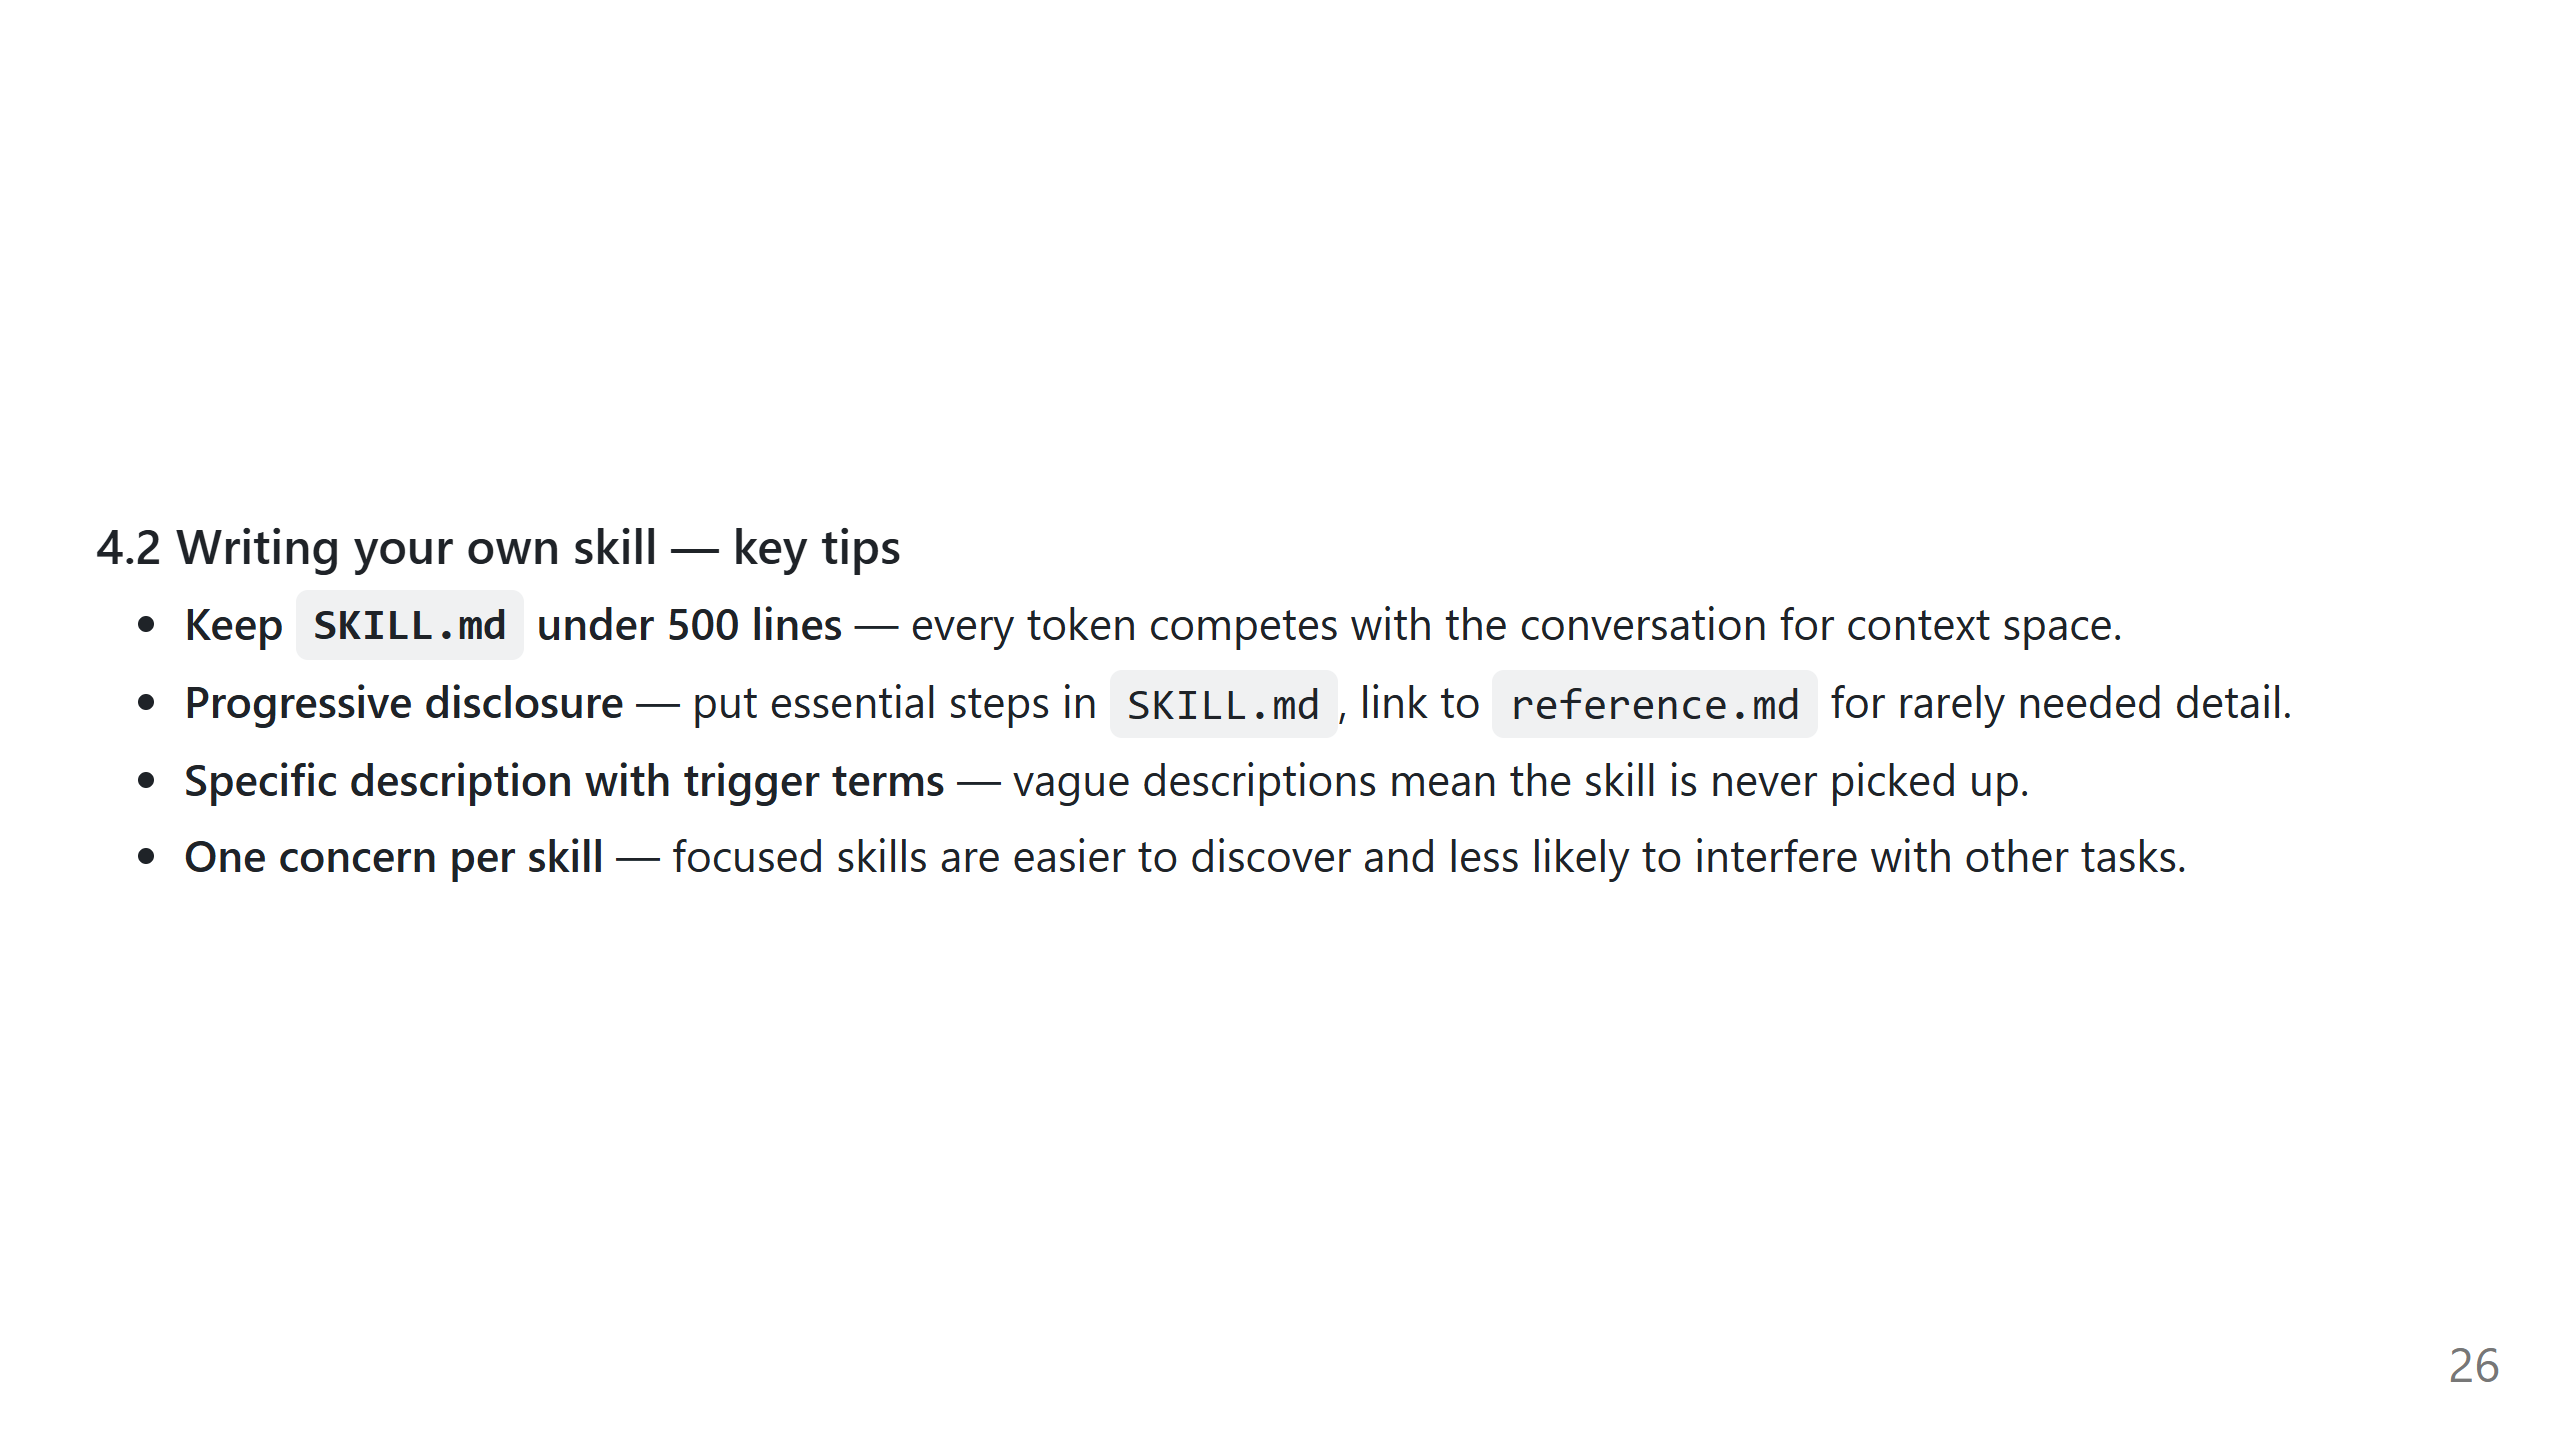 4.2 Writing your own skill — key tips
• Keep SKILL.md under 500 lines — every token competes with the conversation for context space.
• Progressive disclosure — put essential steps in SKILL.md, link to reference.md for rarely needed detail.
• Specific description with trigger terms — vague descriptions mean the skill is never picked up.
• One concern per skill — focused skills are easier to discover and less likely to interfere with other tasks.
26